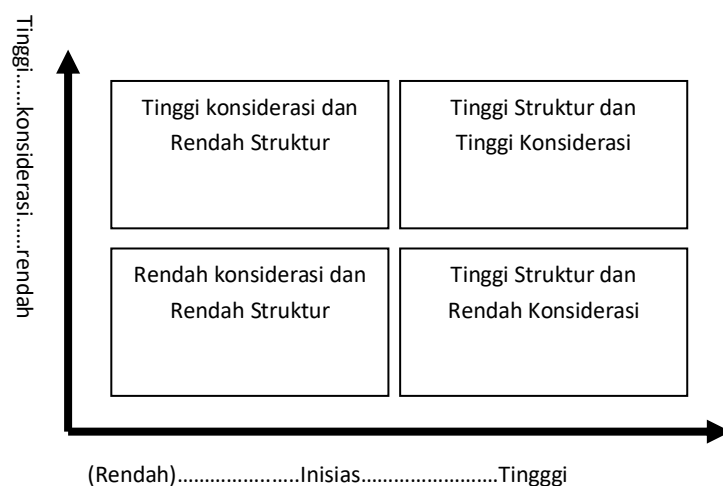 Tinggi......konsiderasi......rendah
Tinggi konsiderasi dan
Rendah Struktur
Tinggi Struktur dan
Tinggi Konsiderasi
Rendah konsiderasi dan
Rendah Struktur
Tinggi Struktur dan
Rendah Konsiderasi
(Rendah)........................Inisias...........................Tingggi